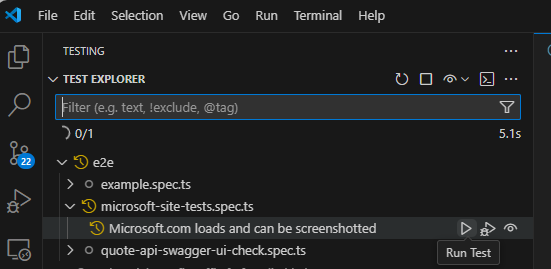 File Edit Selection View Go Run Terminal Help
TESTING
TEST EXPLORER
Filter (e.g. text, !exclude, @tag)
0/1 5.1s
22
e2e
example.spec.ts
microsoft-site-tests.spec.ts
Microsoft.com loads and can be screenshotted
Run Test
quote-api-swagger-ui-check.spec.ts